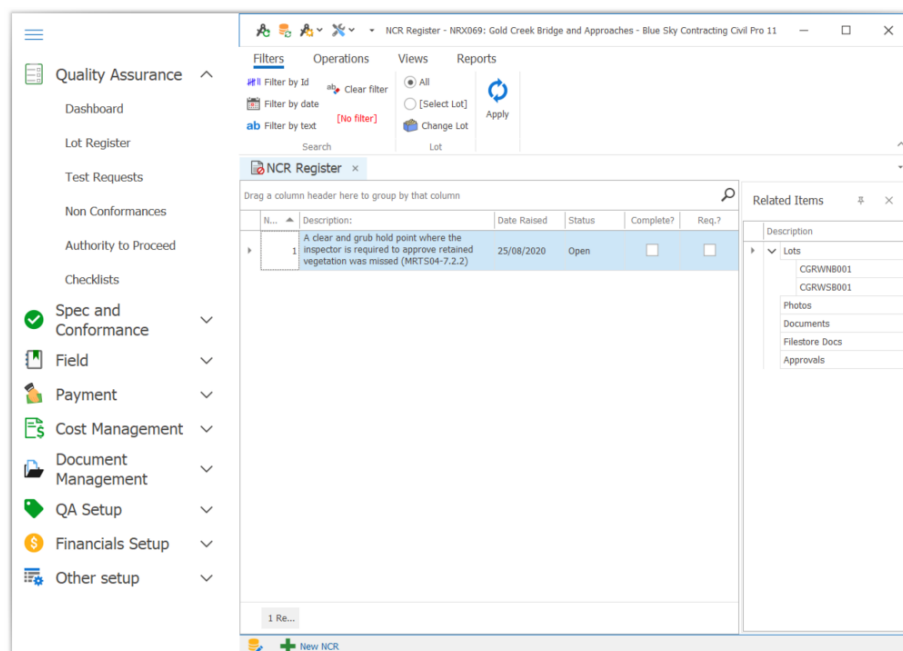 NCR Register - NRX069: Gold Creek Bridge and Approaches - Blue Sky Contracting Civil Pro 11
Quality Assurance
Dashboard
Lot Register
Test Requests
Non Conformances
Authority to Proceed
Checklists
Spec and
Conformance
Field
Payment
Cost Management
Document
Management
QA Setup
Financials Setup
Other setup
Filters
Operations
Views
Reports
Filter by Id
Filter by date
ab Filter by text
ab Clear filter
[No filter]
Search
All
[Select Lot]
Change Lot
Lot
Apply
NCR Register
Drag a column header here to group by that column
N... Description: Date Raised Status Complete? Req.?
1
A clear and grub hold point where the
inspector is required to approve retained
vegetation was missed (MRTS04-7.2.2)
25/08/2020
Open
1 Re...
New NCR
Related Items
Description
Lots
CGRWNB001
CGRWSB001
Photos
Documents
Filestore Docs
Approvals